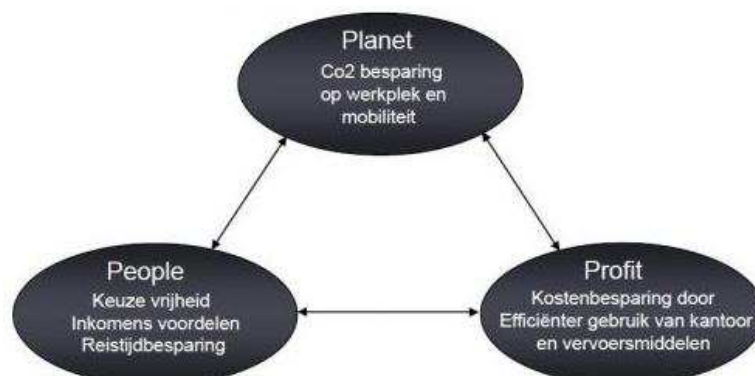 Planet
Co2 besparing
op werkplek en
mobiliteit
People
Keuze vrijheid
Inkomens voordelen
Reistijdbesparing
Profit
Kostenbesparing door
Efficiënter gebruik van kantoor
en vervoersmiddelen